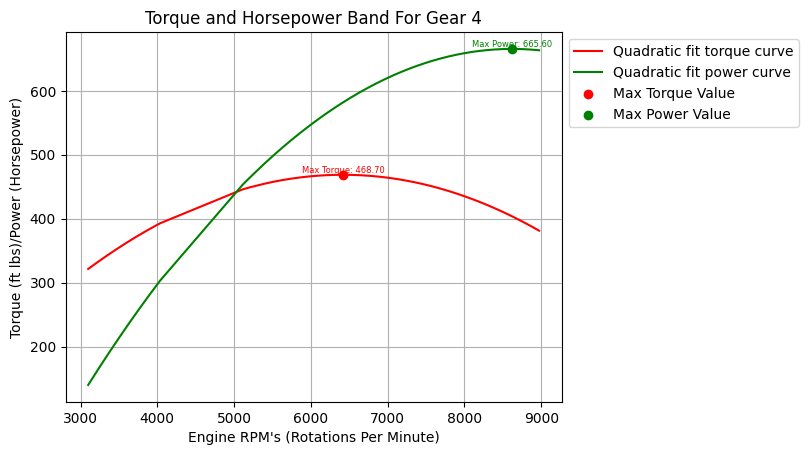 Torque and Horsepower Band For Gear 4
Torque (ft lbs)/Power (Horsepower)
600
500
400
300
200
Max Power: 665.60
Max Torque: 468.70
3000 4000 5000 6000 7000 8000 9000
Engine RPM's (Rotations Per Minute)
Quadratic fit torque curve
Quadratic fit power curve
Max Torque Value
Max Power Value